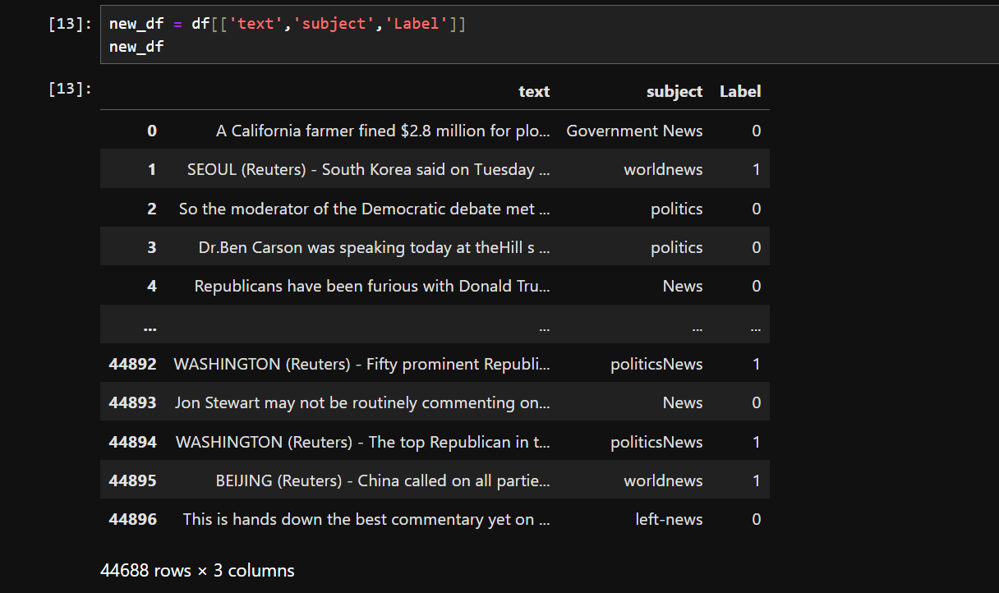 [13]: new_df = df[['text','subject','Label']]
new_df
[13]:
text subject Label
0 A California farmer fined $2.8 million for plo... Government News 0
1 SEOUL (Reuters) - South Korea said on Tuesday ... worldnews 1
2 So the moderator of the Democratic debate met ... politics 0
3 Dr.Ben Carson was speaking today at theHill s ... politics 0
4 Republicans have been furious with Donald Tru... News 0
... ... ... ...
44892 WASHINGTON (Reuters) - Fifty prominent Republi... politicsNews 1
44893 Jon Stewart may not be routinely commenting on... News 0
44894 WASHINGTON (Reuters) - The top Republican in t... politicsNews 1
44895 BEIJING (Reuters) - China called on all partie... worldnews 1
44896 This is hands down the best commentary yet on ... left-news 0
44688 rows × 3 columns